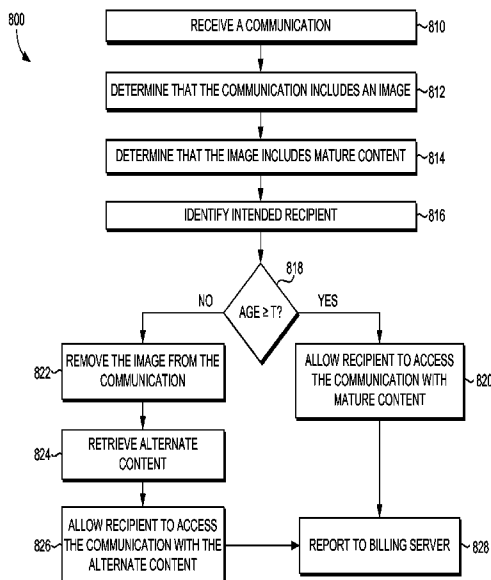 800
RECEIVE A COMMUNICATION
810
DETERMINE THAT THE COMMUNICATION INCLUDES AN IMAGE
812
DETERMINE THAT THE IMAGE INCLUDES MATURE CONTENT
814
IDENTIFY INTENDED RECIPIENT
816
818
AGE ≥ T?
NO
YES
822
REMOVE THE IMAGE FROM THE
COMMUNICATION
ALLOW RECIPIENT TO ACCESS
THE COMMUNICATION WITH
MATURE CONTENT
820
824
RETRIEVE ALTERNATE
CONTENT
826
ALLOW RECIPIENT TO ACCESS
THE COMMUNICATION WITH THE
ALTERNATE CONTENT
REPORT TO BILLING SERVER
828